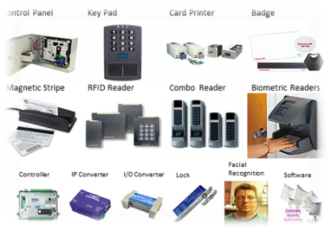 ontrol Panel Key Pad Card Printer Badge
Magnetic Stripe RFID Reader Combo Reader Biometric Readers
Controller IP Converter I/O Converter Lock Facial Recognition Software